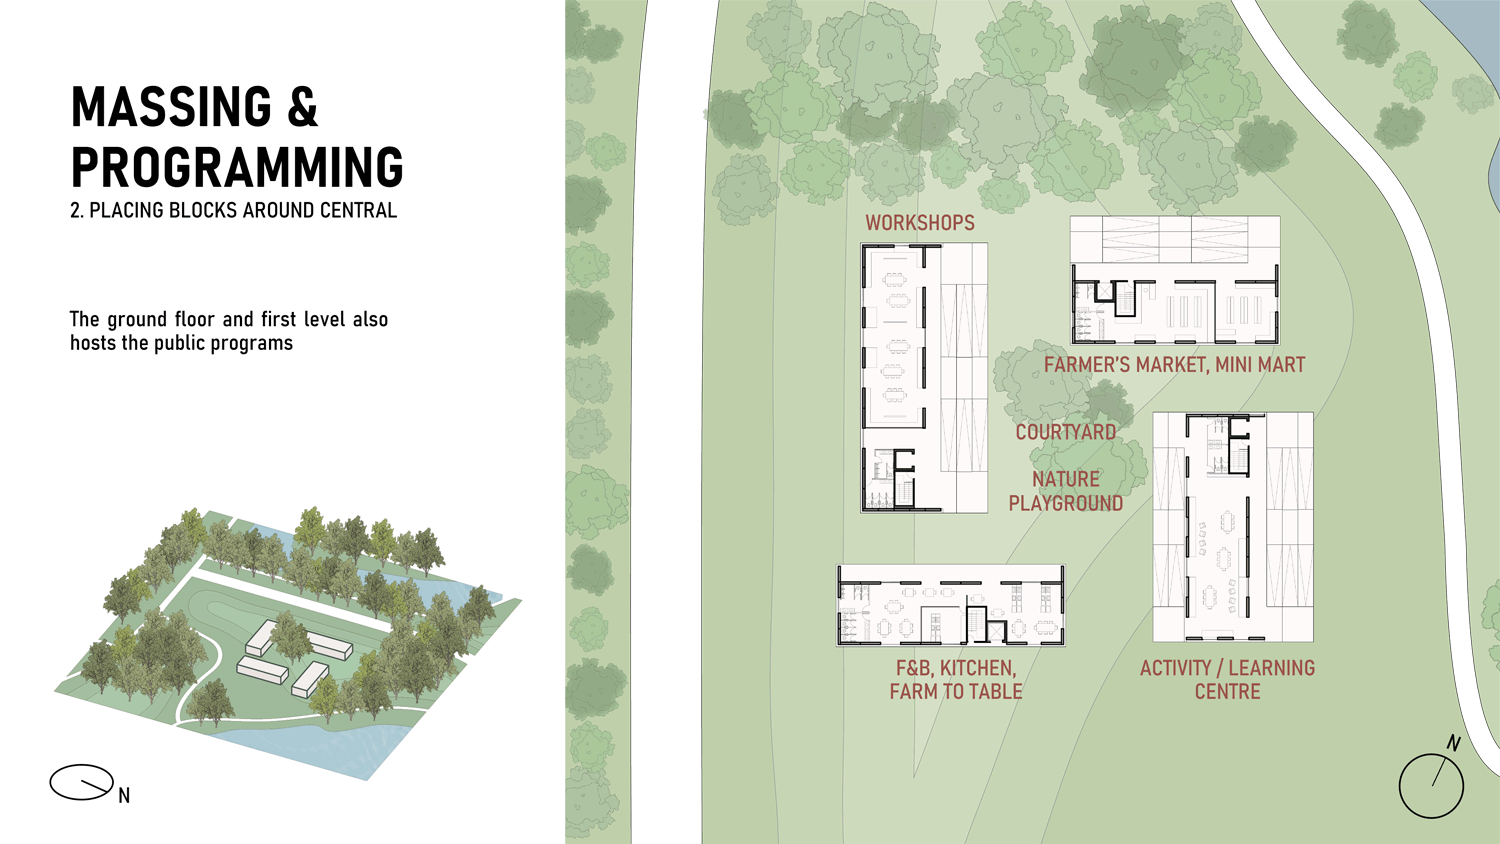 MASSING &
PROGRAMMING
2. PLACING BLOCKS AROUND CENTRAL
The ground floor and first level also
hosts the public programs
N
WORKSHOPS
FARMER'S MARKET, MINI MART
COURTYARD
NATURE
PLAYGROUND
F&B, KITCHEN,
FARM TO TABLE
ACTIVITY / LEARNING
CENTRE
N